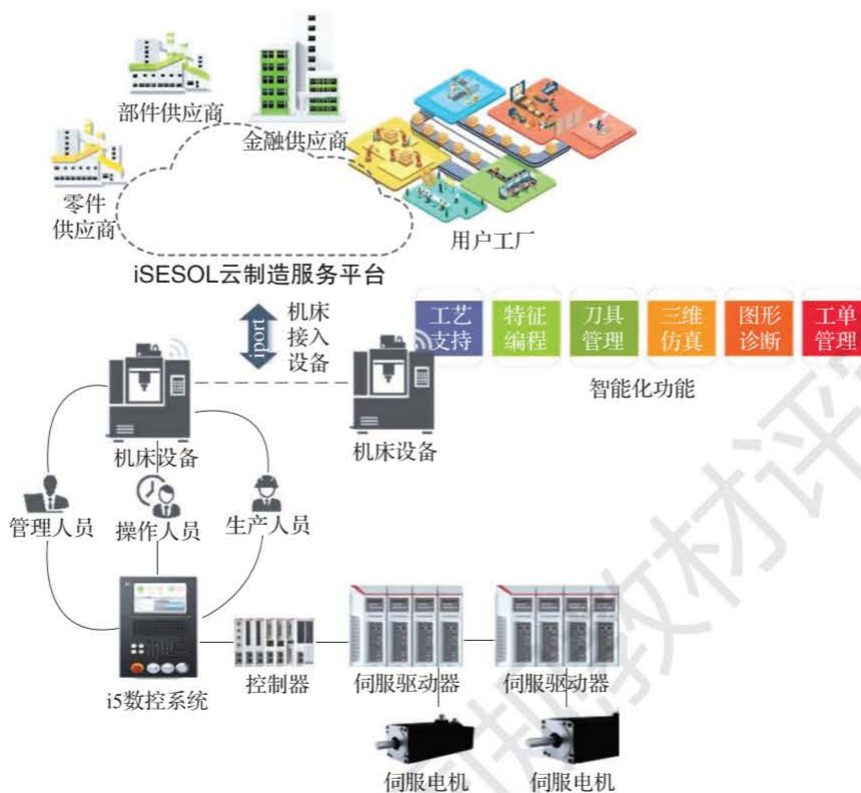 部件供应商
金融供应商
零件
供应商
用户工厂
iSESOL云制造服务平台
iport
机床
接入
设备
工艺
支持
特征
编程
刀具
管理
三维
仿真
图形
诊断
工单
管理
智能化功能
机床设备
机床设备
管理人员
操作人员
生产人员
i5数控系统
控制器
伺服驱动器
伺服驱动器
伺服电机
伺服电机
教材评